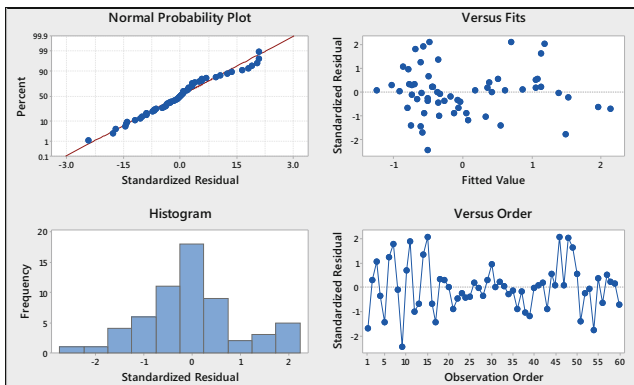 Normal Probability Plot
99.9
99
90
50
10
1
0.1
Percent
-3.0 -1.5 0.0 1.5 3.0
Standardized Residual
Versus Fits
2
1
0
-1
-2
Standardized Residual
-1 0 1 2
Fitted Value
Histogram
20
15
10
5
0
Frequency
-2 -1 0 1 2
Standardized Residual
Versus Order
2
1
0
-1
-2
Standardized Residual
1 5 10 15 20 25 30 35 40 45 50 55 60
Observation Order